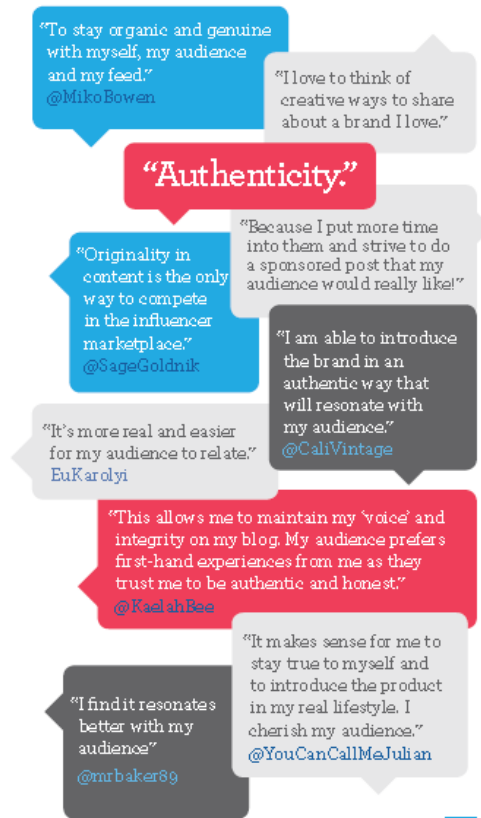 “To stay organic and genuine
with myself, my audience
and my feed.”
@MikoBowen
“I love to think of
creative ways to share
about a brand I love.”
“Authenticity.”
“Because I put more time
into them and strive to do
a sponsored post that my
audience would really like!”
“Originality in
content is the only
way to compete
in the influencer
marketplace.”
@SageGoldnik
“I am able to introduce
the brand in an
authentic way that
will resonate with
my audience.”
@CaliVintage
“It's more real and easier
for my audience to relate.”
EuKarolyi
“This allows me to maintain my ‘voice’ and
integrity on my blog. My audience prefers
first-hand experiences from me as they
trust me to be authentic and honest.”
@KaelahBee
“It makes sense for me to
stay true to myself and
to introduce the product
in my real lifestyle. I
cherish my audience.”
@YouCanCallMeJulian
“I find it resonates
better with my
audience”
@mrbaker89